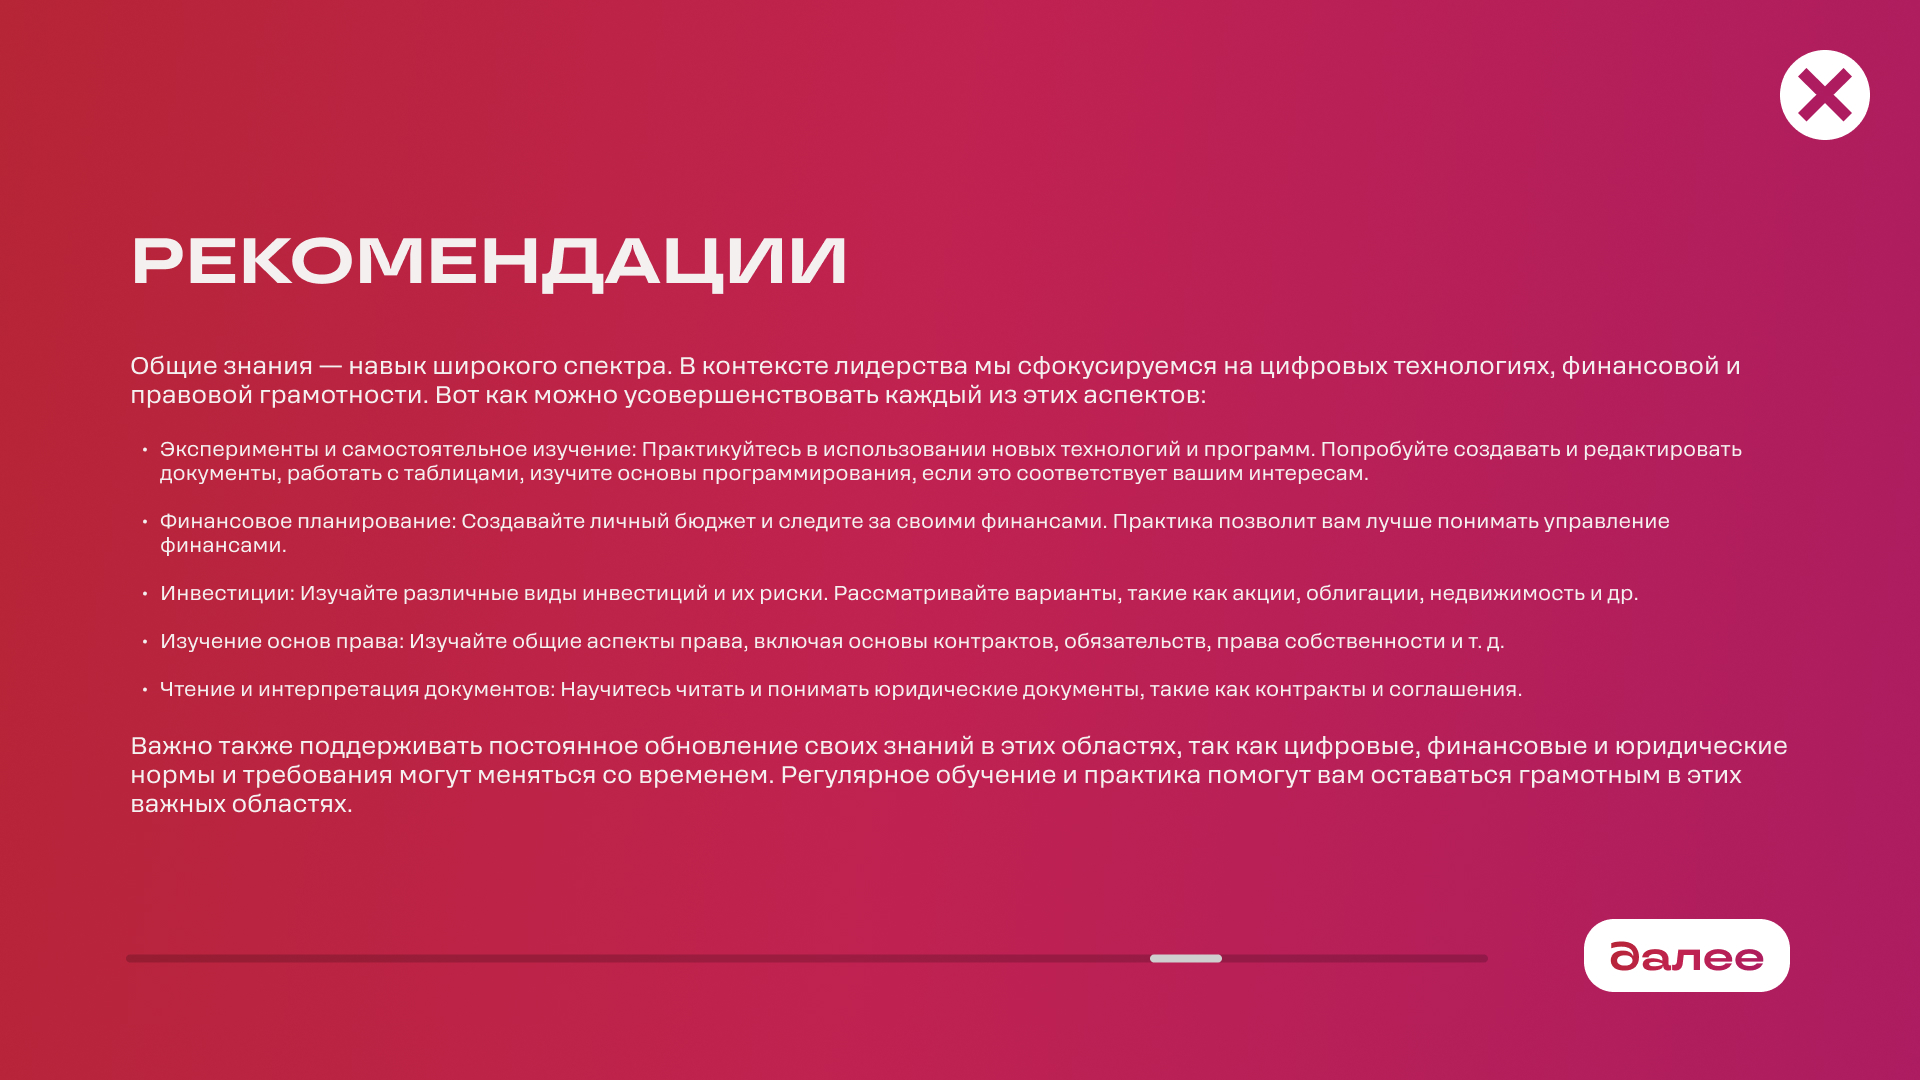 РЕКОМЕНДАЦИИ
Общие знания — навык широкого спектра. В контексте лидерства мы сфокусируемся на цифровых технологиях, финансовой и
правовой грамотности. Вот как можно усовершенствовать каждый из этих аспектов:
• Эксперименты и самостоятельное изучение: Практикуйтесь в использовании новых технологий и программ. Попробуйте создавать и редактировать
документы, работать с таблицами, изучите основы программирования, если это соответствует вашим интересам.
• Финансовое планирование: Создавайте личный бюджет и следите за своими финансами. Практика позволит вам лучше понимать управление
финансами.
• Инвестиции: Изучайте различные виды инвестиций и их риски. Рассматривайте варианты, такие как акции, облигации, недвижимость и др.
• Изучение основ права: Изучайте общие аспекты права, включая основы контрактов, обязательств, права собственности и т. д.
• Чтение и интерпретация документов: Научитесь читать и понимать юридические документы, такие как контракты и соглашения.
Важно также поддерживать постоянное обновление своих знаний в этих областях, так как цифровые, финансовые и юридические
нормы и требования могут меняться со временем. Регулярное обучение и практика помогут вам оставаться грамотным в этих
важных областях.
далее